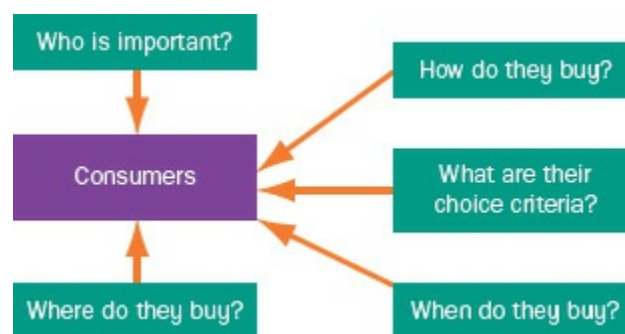 Who is important?
How do they buy?
Consumers
What are their
choice criteria?
Where do they buy?
When do they buy?